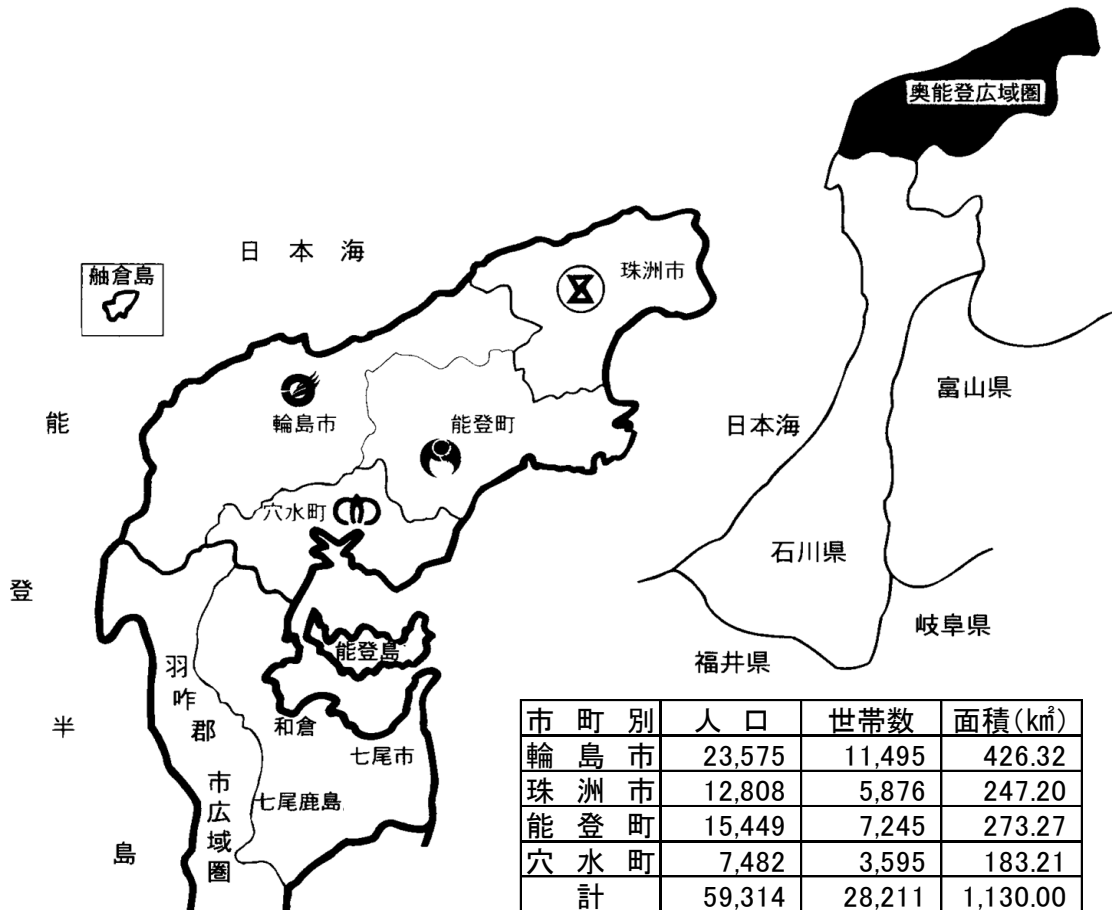 奥能登広域圏
日本海
舳倉島
珠洲市
輪島市
能登町
穴水町
能登島
能登半島
羽咋郡市広域圏
和倉
七尾市
七尾鹿島
日本海
富山県
石川県
岐阜県
福井県
市町別 人口 世帯数 面積(㎢)
輪島市 23,575 11,495 426.32
珠洲市 12,808 5,876 247.20
能登町 15,449 7,245 273.27
穴水町 7,482 3,595 183.21
計 59,314 28,211 1,130.00